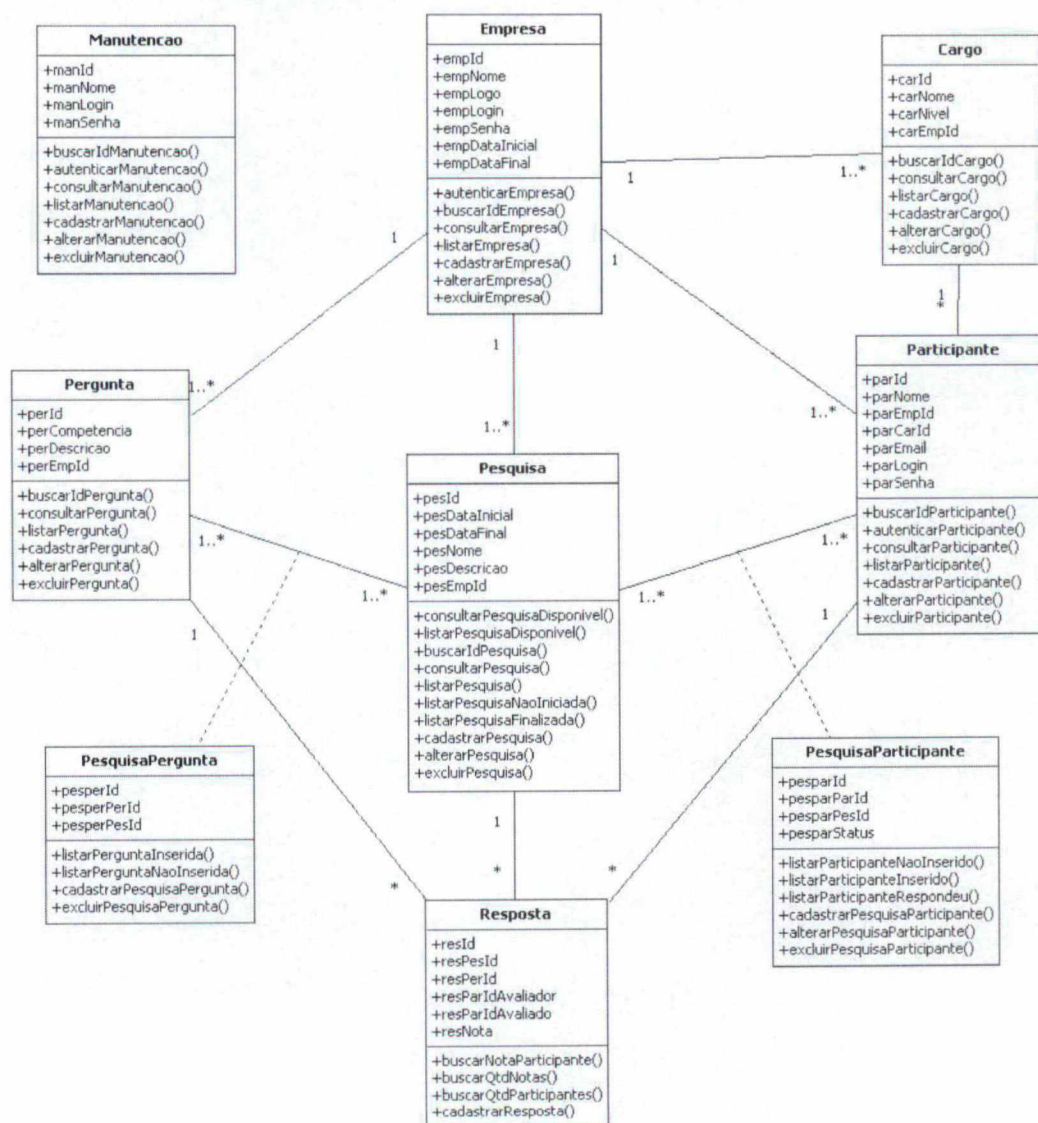 Manutencao
+manId
+manNome
+manLogin
+manSenha
+buscarIdManutencao()
+autenticarManutencao()
+consultarManutencao()
+listarManutencao()
+cadastrarManutencao()
+alterarManutencao()
+excluirManutencao()
Empresa
+empId
+empNome
+empLogo
+empLogin
+empSenha
+empDataInicial
+empDataFinal
+autenticarEmpresa()
+buscarIdEmpresa()
+consultarEmpresa()
+listarEmpresa()
+cadastrarEmpresa()
+alterarEmpresa()
+excluirEmpresa()
Cargo
+carId
+carNome
+carNivel
+carEmpId
+buscarIdCargo()
+consultarCargo()
+listarCargo()
+cadastrarCargo()
+alterarCargo()
+excluirCargo()
1
1..*
1
1
1
1
*
1..*
1..*
1..*
Pergunta
+perId
+perCompetencia
+perDescricao
+perEmpId
+buscarIdPergunta()
+consultarPergunta()
+listarPergunta()
+cadastrarPergunta()
+alterarPergunta()
+excluirPergunta()
Pesquisa
+pesId
+pesDataInicial
+pesDataFinal
+pesNome
+pesDescricao
+pesEmpId
+consultarPesquisaDisponivel()
+listarPesquisaDisponivel()
+buscarIdPesquisa()
+consultarPesquisa()
+listarPesquisa()
+listarPesquisaNaoIniciada()
+listarPesquisaFinalizada()
+cadastrarPesquisa()
+alterarPesquisa()
+excluirPesquisa()
Participante
+parId
+parNome
+parEmpId
+parCarId
+parEmail
+parLogin
+parSenha
+buscarIdParticipante()
+autenticarParticipante()
+consultarParticipante()
+listarParticipante()
+cadastrarParticipante()
+alterarParticipante()
+excluirParticipante()
1..*
1..*
1..*
1..*
1
1
PesquisaPergunta
+pesperId
+pesperPerId
+pesperPesId
+listarPerguntaInserida()
+listarPerguntaNaoInserida()
+cadastrarPesquisaPergunta()
+excluirPesquisaPergunta()
PesquisaParticipante
+pesparId
+pesparParId
+pesparPesId
+pesparStatus
+listarParticipanteNaoInserido()
+listarParticipanteInserido()
+listarParticipanteRespondeu()
+cadastrarPesquisaParticipante()
+alterarPesquisaParticipante()
+excluirPesquisaParticipante()
1
*
*
*
Resposta
+resId
+resPesId
+resPerId
+resParIdAvaliador
+resParIdAvaliado
+resNota
+buscarNotaParticipante()
+buscarQtdNotas()
+buscarQtdParticipantes()
+cadastrarResposta()